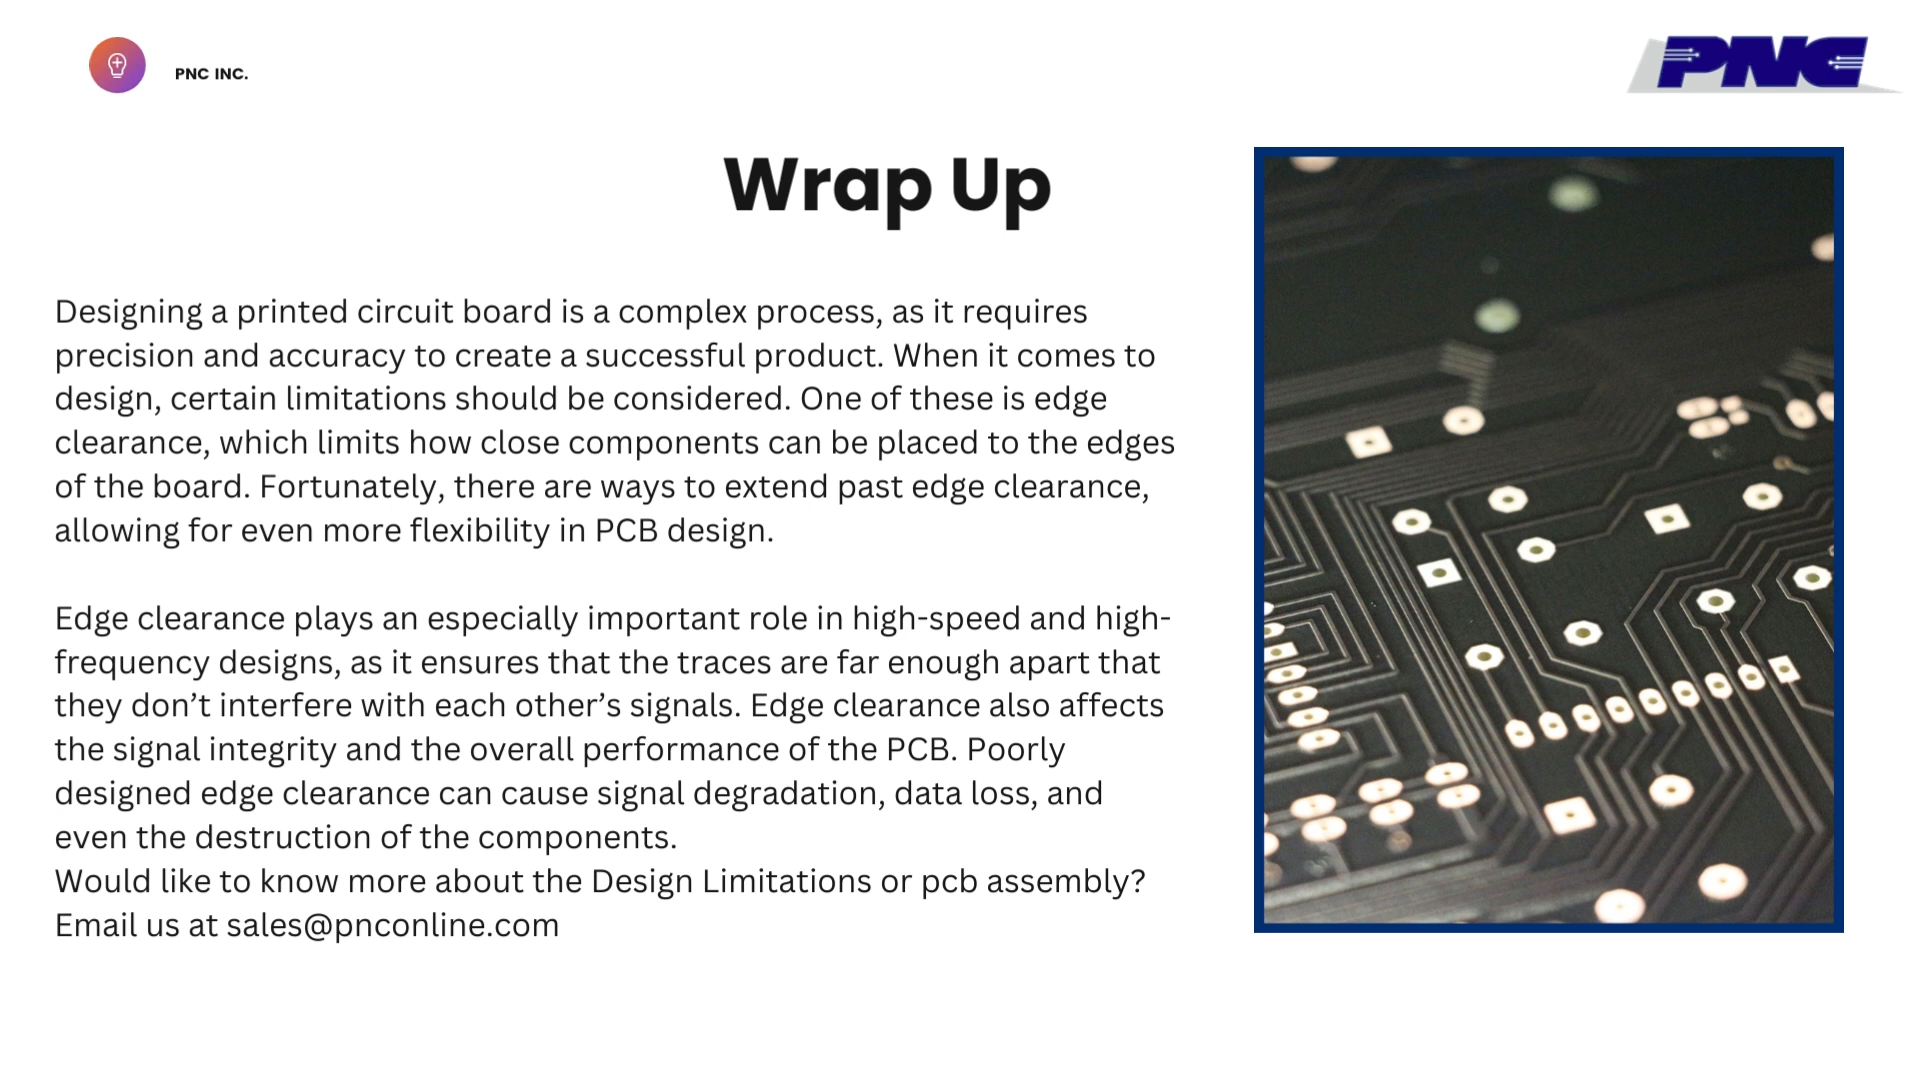 PNC INC.
PNC
Wrap Up
Designing a printed circuit board is a complex process, as it requires
precision and accuracy to create a successful product. When it comes to
design, certain limitations should be considered. One of these is edge
clearance, which limits how close components can be placed to the edges
of the board. Fortunately, there are ways to extend past edge clearance,
allowing for even more flexibility in PCB design.
Edge clearance plays an especially important role in high-speed and high-
frequency designs, as it ensures that the traces are far enough apart that
they don’t interfere with each other’s signals. Edge clearance also affects
the signal integrity and the overall performance of the PCB. Poorly
designed edge clearance can cause signal degradation, data loss, and
even the destruction of the components.
Would like to know more about the Design Limitations or pcb assembly?
Email us at sales@pnconline.com